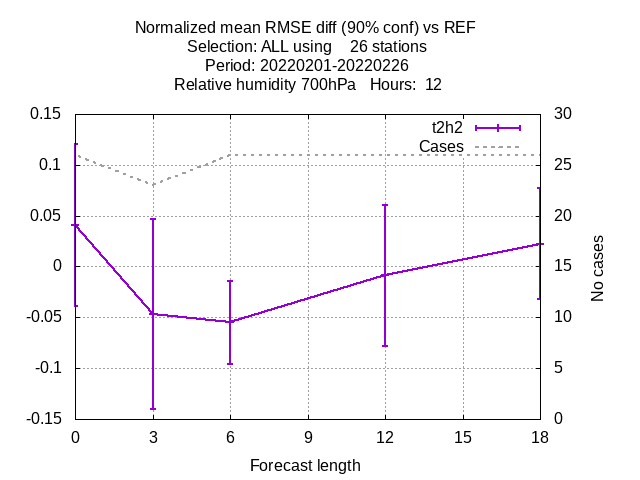 Normalized mean RMSE diff (90% conf) vs REF
Selection: ALL using    26 stations
Period: 20220201-20220226
Relative humidity 700hPa   Hours:  12
0.15
0.1
0.05
0
-0.05
-0.1
-0.15
30
25
20
15
10
5
0
t2h2
Cases
No cases
0 3 6 9 12 15 18
Forecast length